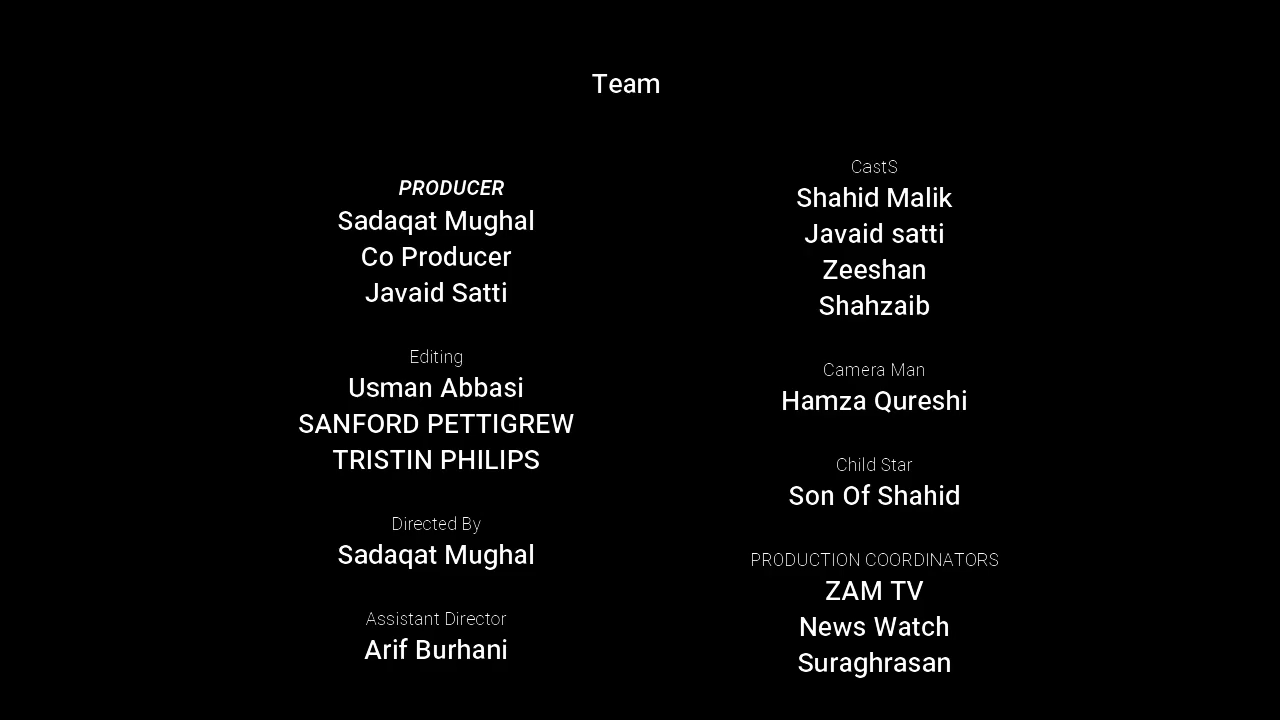 Team
PRODUCER
Sadaqat Mughal
Co Producer
Javaid Satti
Editing
Usman Abbasi
SANFORD PETTIGREW
TRISTIN PHILIPS
Directed By
Sadaqat Mughal
Assistant Director
Arif Burhani
CastS
Shahid Malik
Javaid satti
Zeeshan
Shahzaib
Camera Man
Hamza Qureshi
Child Star
Son Of Shahid
PRODUCTION COORDINATORS
ZAM TV
News Watch
Suraghrasan